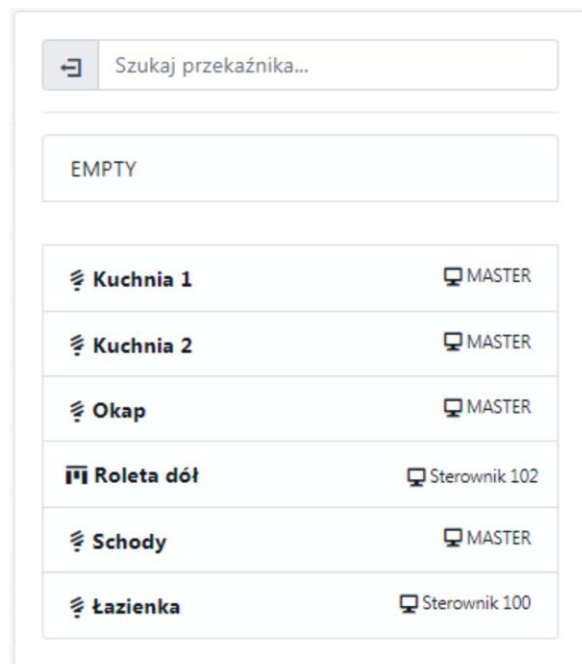 Szukaj przekaźnika...
EMPTY
Kuchnia 1 MASTER
Kuchnia 2 MASTER
Okap MASTER
Roleta dół Sterownik 102
Schody MASTER
Łazienka Sterownik 100